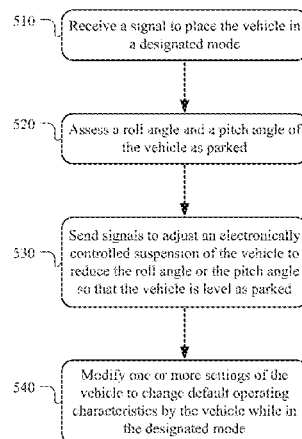 510
Receive a signal to place the vehicle in
a designated mode
520
Assess a roll angle and a pitch angle of
the vehicle as parked
530
Send signals to adjust an electronically
controlled suspension of the vehicle to
reduce the roll angle or the pitch angle
so that the vehicle is level as parked
540
Modify one or more settings of the
vehicle to change default operating
characteristics by the vehicle while in
the designated mode